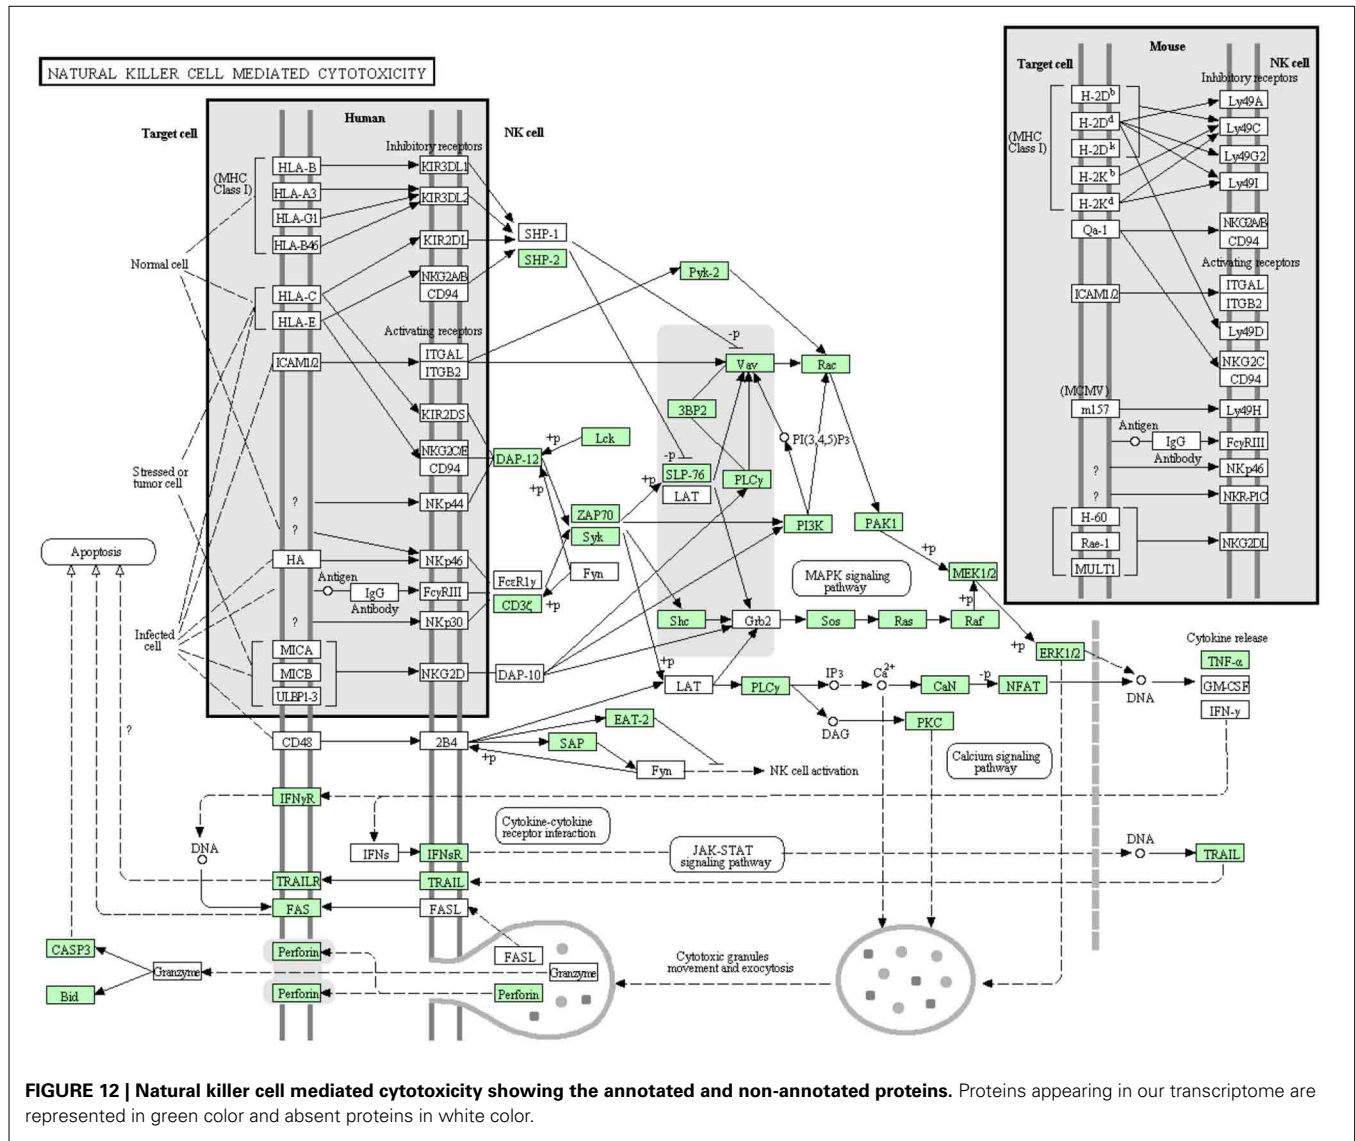 NATURAL KILLER CELL MEDIATED CYTOTOXICITY
Target cell
Human
NK cell
Inhibitory receptors
(MHC
Class I)
HLA-B
KIR3DL1
HLA-A3
KIR3DL2
HLA-G1
HLA-B46
KIR2DL
SHP-1
SHP-2
Normal cell
NKG2A/B
CD94
Pyk-2
HLA-C
HLA-E
Activating receptors
ICAM1/2
ITGAL
ITGB2
-p
Vav
Rac
KIR2DS
3BP2
+p
Lck
PI(3,4,5)P3
NKG2C/E
CD94
DAP-12
-p
SLP-76
LAT
PLCγ
Stressed or
tumor cell
+p
+p
?
NKp44
ZAP70
Syk
PI3K
PAK1
?
Apoptosis
HA
NKp46
Fyn
+p
MEK1/2
Antigen
IgG
Antibody
FcγRIII
FcεR1γ
CD3ζ
+p
MAPK signaling
pathway
+p
?
NKp30
Shc
Grb2
Sos
Ras
Raf
Infected
cell
MICA
MICB
ULBP1-3
NKG2D
DAP-10
+p
LAT
PLCγ
IP3
Ca2+
CaN
-p
NFAT
+p
ERK1/2
DNA
Cytokine release
TNF-α
GM-CSF
IFN-γ
DAG
PKC
?
CD48
2B4
+p
EAT-2
SAP
Fyn
NK cell activation
Calcium signaling
pathway
IFNγR
Cytokine-cytokine
receptor interaction
DNA
IFNs
IFNsR
JAK-STAT
signaling pathway
DNA
TRAIL
TRAILR
TRAIL
FAS
FASL
CASP3
Granzyme
Bid
Perforin
Perforin
FASL
Granzyme
Perforin
Cytotoxic granules
movement and exocytosis
Mouse
Target cell
NK cell
Inhibitory receptors
(MHC
Class I)
H-2Db
Ly49A
H-2Dd
Ly49C
H-2Dk
Ly49G2
H-2Kb
Ly49I
H-2Kd
Qa-1
NKG2A/B
CD94
Activating receptors
ICAM1/2
ITGAL
ITGB2
Ly49D
NKG2C
CD94
(MCMV)
m157
Ly49H
Antigen
IgG
Antibody
FcγRIII
?
NKp46
?
NKR-P1C
H-60
Rae-1
MULT1
NKG2DL
FIGURE 12 | Natural killer cell mediated cytotoxicity showing the annotated and non-annotated proteins. Proteins appearing in our transcriptome are
represented in green color and absent proteins in white color.